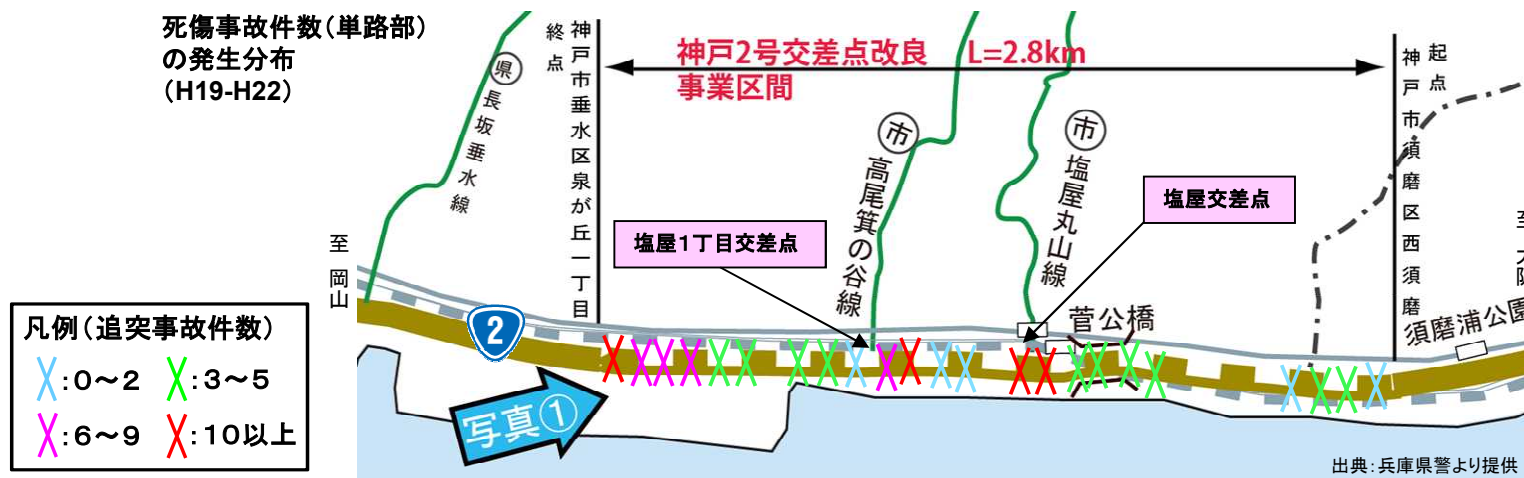 死傷事故件数(単路部)
の発生分布
(H19-H22)
県
長坂垂水線
終点
神戸市垂水区泉が丘一丁目
神戸2号交差点改良 L=2.8km
事業区間
市
高尾箕の谷線
市
塩屋丸山線
起点
神戸市須磨区西須磨
塩屋1丁目交差点
塩屋交差点
至 岡山
至
2
菅公橋
須磨浦公園
凡例(追突事故件数)
:0～2 :3～5
:6～9 :10以上
写真①
出典:兵庫県警より提供